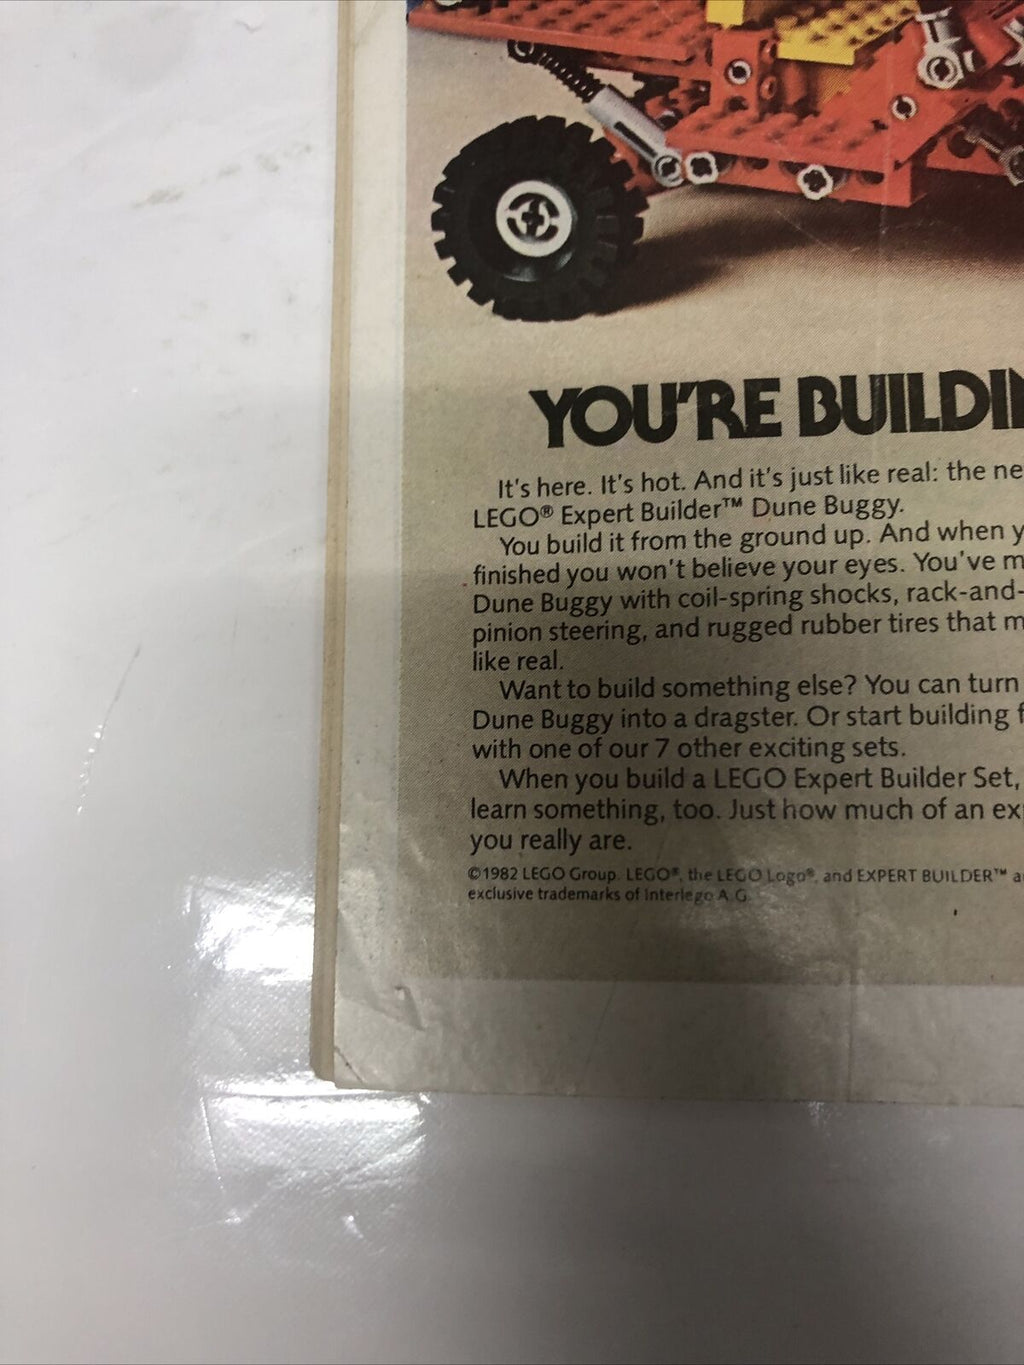 YOU'RE BUILDIN
It's here. It's hot. And it's just like real: the ne
LEGO® Expert Builder™ Dune Buggy.
You build it from the ground up. And when y
finished you won't believe your eyes. You've m
Dune Buggy with coil-spring shocks, rack-and-
pinion steering, and rugged rubber tires that m
like real.
Want to build something else? You can turn
Dune Buggy into a dragster. Or start building f
with one of our 7 other exciting sets.
When you build a LEGO Expert Builder Set,
learn something, too. Just how much of an exp
you really are.
©1982 LEGO Group. LEGO®, the LEGO Logo®, and EXPERT BUILDER™ a
exclusive trademarks of Interlego A.G.